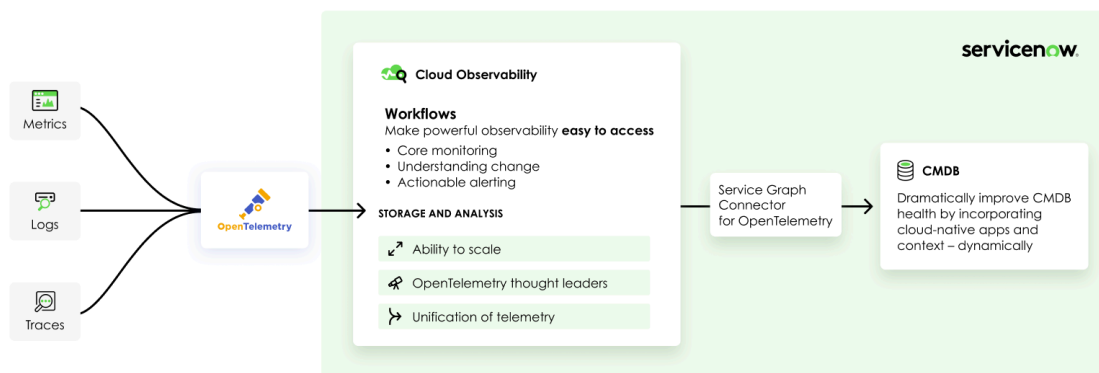 servicenow.
Metrics
Logs
Traces
OpenTelemetry
Cloud Observability
Workflows
Make powerful observability easy to access
• Core monitoring
• Understanding change
• Actionable alerting
STORAGE AND ANALYSIS
Ability to scale
OpenTelemetry thought leaders
Unification of telemetry
Service Graph
Connector
for OpenTelemetry
CMDB
Dramatically improve CMDB
health by incorporating
cloud-native apps and
context – dynamically